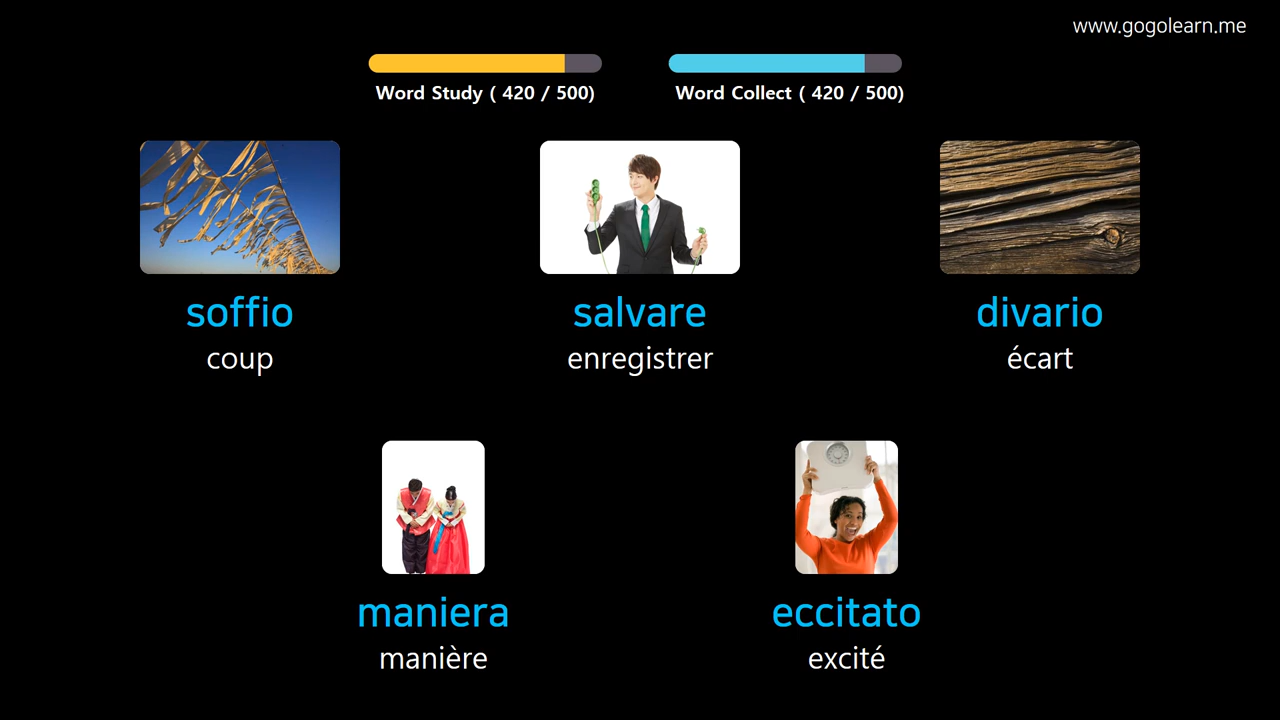 www.gogolearn.me
Word Study ( 420 / 500)
Word Collect ( 420 / 500)
soffio
coup
salvare
enregistrer
divario
écart
maniera
manière
eccitato
excité